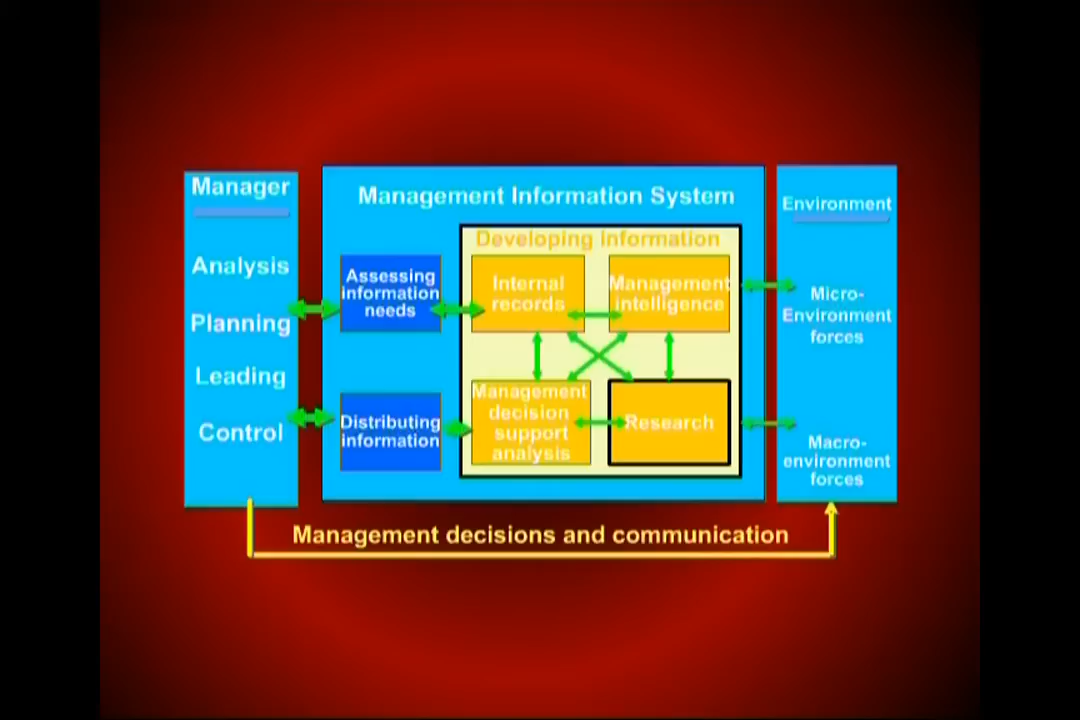 Manager
Analysis
Planning
Leading
Control
Management Information System
Assessing
information
needs
Distributing
information
Developing Information
Internal
records
Management
intelligence
Management
decision
support
analysis
Research
Environment
Micro-
Environment
forces
Macro-
environment
forces
Management decisions and communication